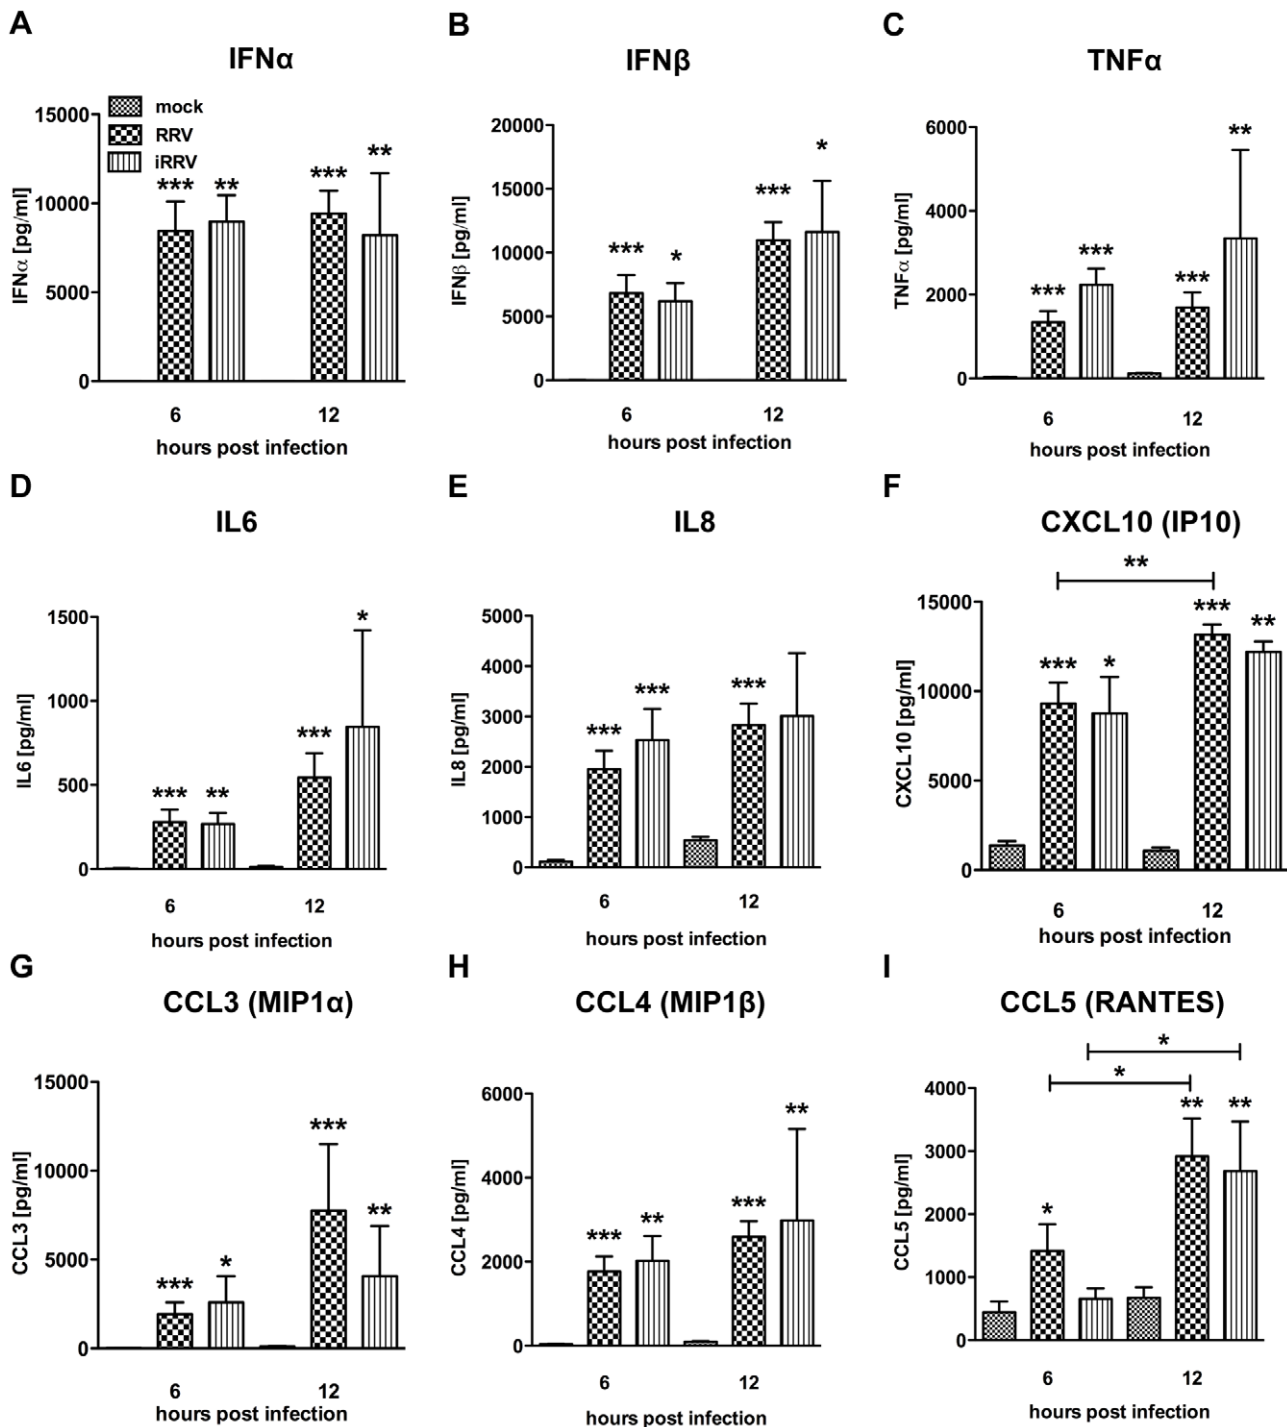 A
IFNα
15000
10000
5000
0
IFNα [pg/ml]
mock
RRV
iRRV
***
**
***
**
6
12
hours post infection
B
IFNβ
20000
15000
10000
5000
0
IFNβ [pg/ml]
***
*
***
*
6
12
hours post infection
C
TNFα
6000
4000
2000
0
TNFα [pg/ml]
***
***
***
**
6
12
hours post infection
D
IL6
1500
1000
500
0
IL6 [pg/ml]
***
**
***
*
6
12
hours post infection
E
IL8
5000
4000
3000
2000
1000
0
IL8 [pg/ml]
***
***
***
6
12
hours post infection
F
CXCL10 (IP10)
**
15000
10000
5000
0
CXCL10 [pg/ml]
***
*
***
**
6
12
hours post infection
G
CCL3 (MIP1α)
15000
10000
5000
0
CCL3 [pg/ml]
***
*
***
**
6
12
hours post infection
H
CCL4 (MIP1β)
6000
4000
2000
0
CCL4 [pg/ml]
***
**
***
**
6
12
hours post infection
I
CCL5 (RANTES)
*
*
4000
3000
2000
1000
0
CCL5 [pg/ml]
*
**
**
6
12
hours post infection